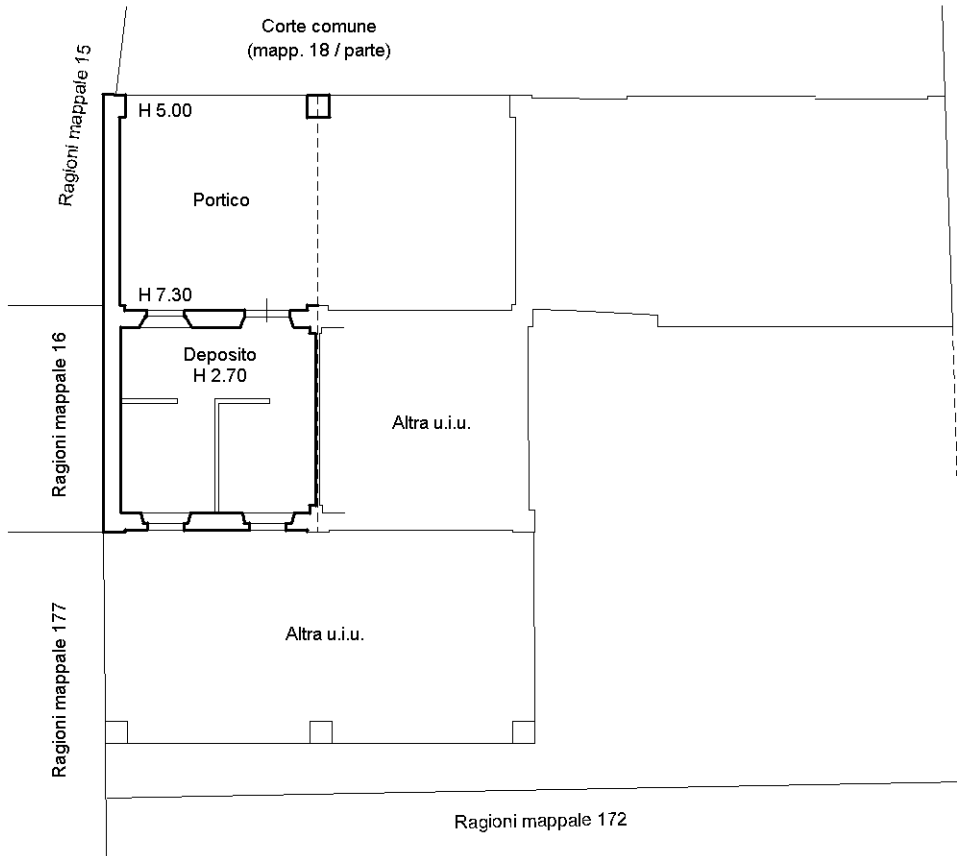 Corte comune
(mapp. 18 / parte)
Ragioni mappale 15
H 5.00
Portico
H 7.30
Ragioni mappale 16
Deposito
H 2.70
Altra u.i.u.
Ragioni mappale 177
Altra u.i.u.
Ragioni mappale 172